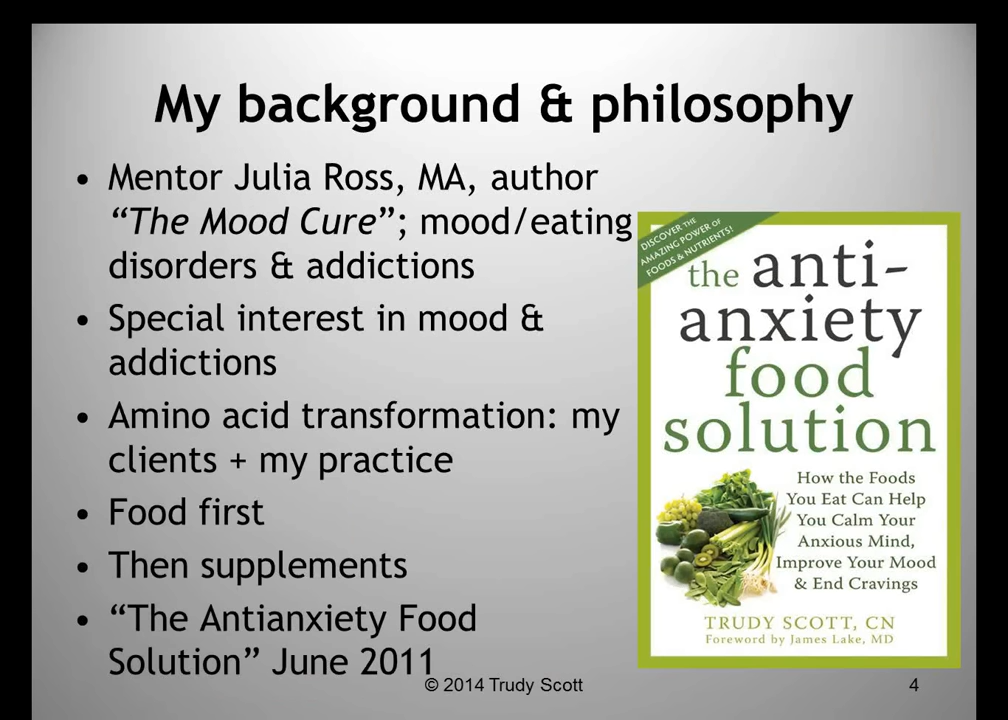 My background & philosophy
• Mentor Julia Ross, MA, author
“The Mood Cure”; mood/eating
disorders & addictions
• Special interest in mood &
addictions
• Amino acid transformation: my
clients + my practice
• Food first
• Then supplements
• “The Antianxiety Food
Solution” June 2011
DISCOVER THE
AMAZING POWER OF
FOODS & NUTRIENTS!
the anti-
anxiety
food
solution
How the Foods
You Eat Can Help
You Calm Your
Anxious Mind,
Improve Your Mood
& End Cravings
TRUDY SCOTT, CN
Foreword by James Lake, MD
© 2014 Trudy Scott
4